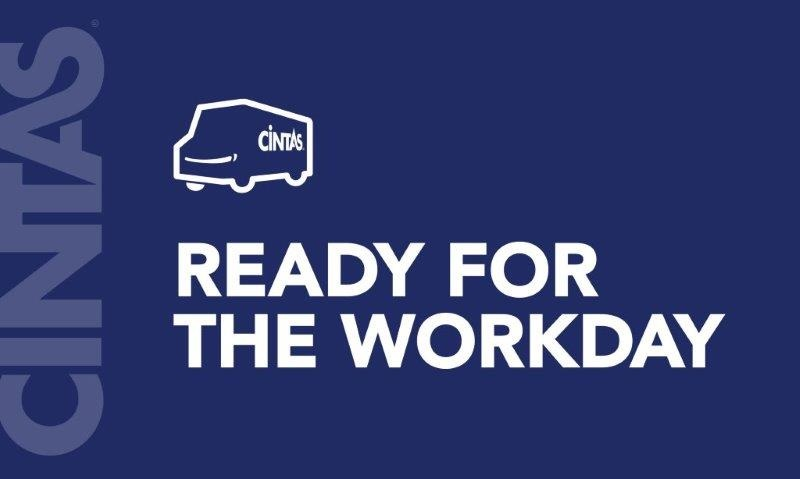 CINTAS®
CINTAS
READY FOR
THE WORKDAY